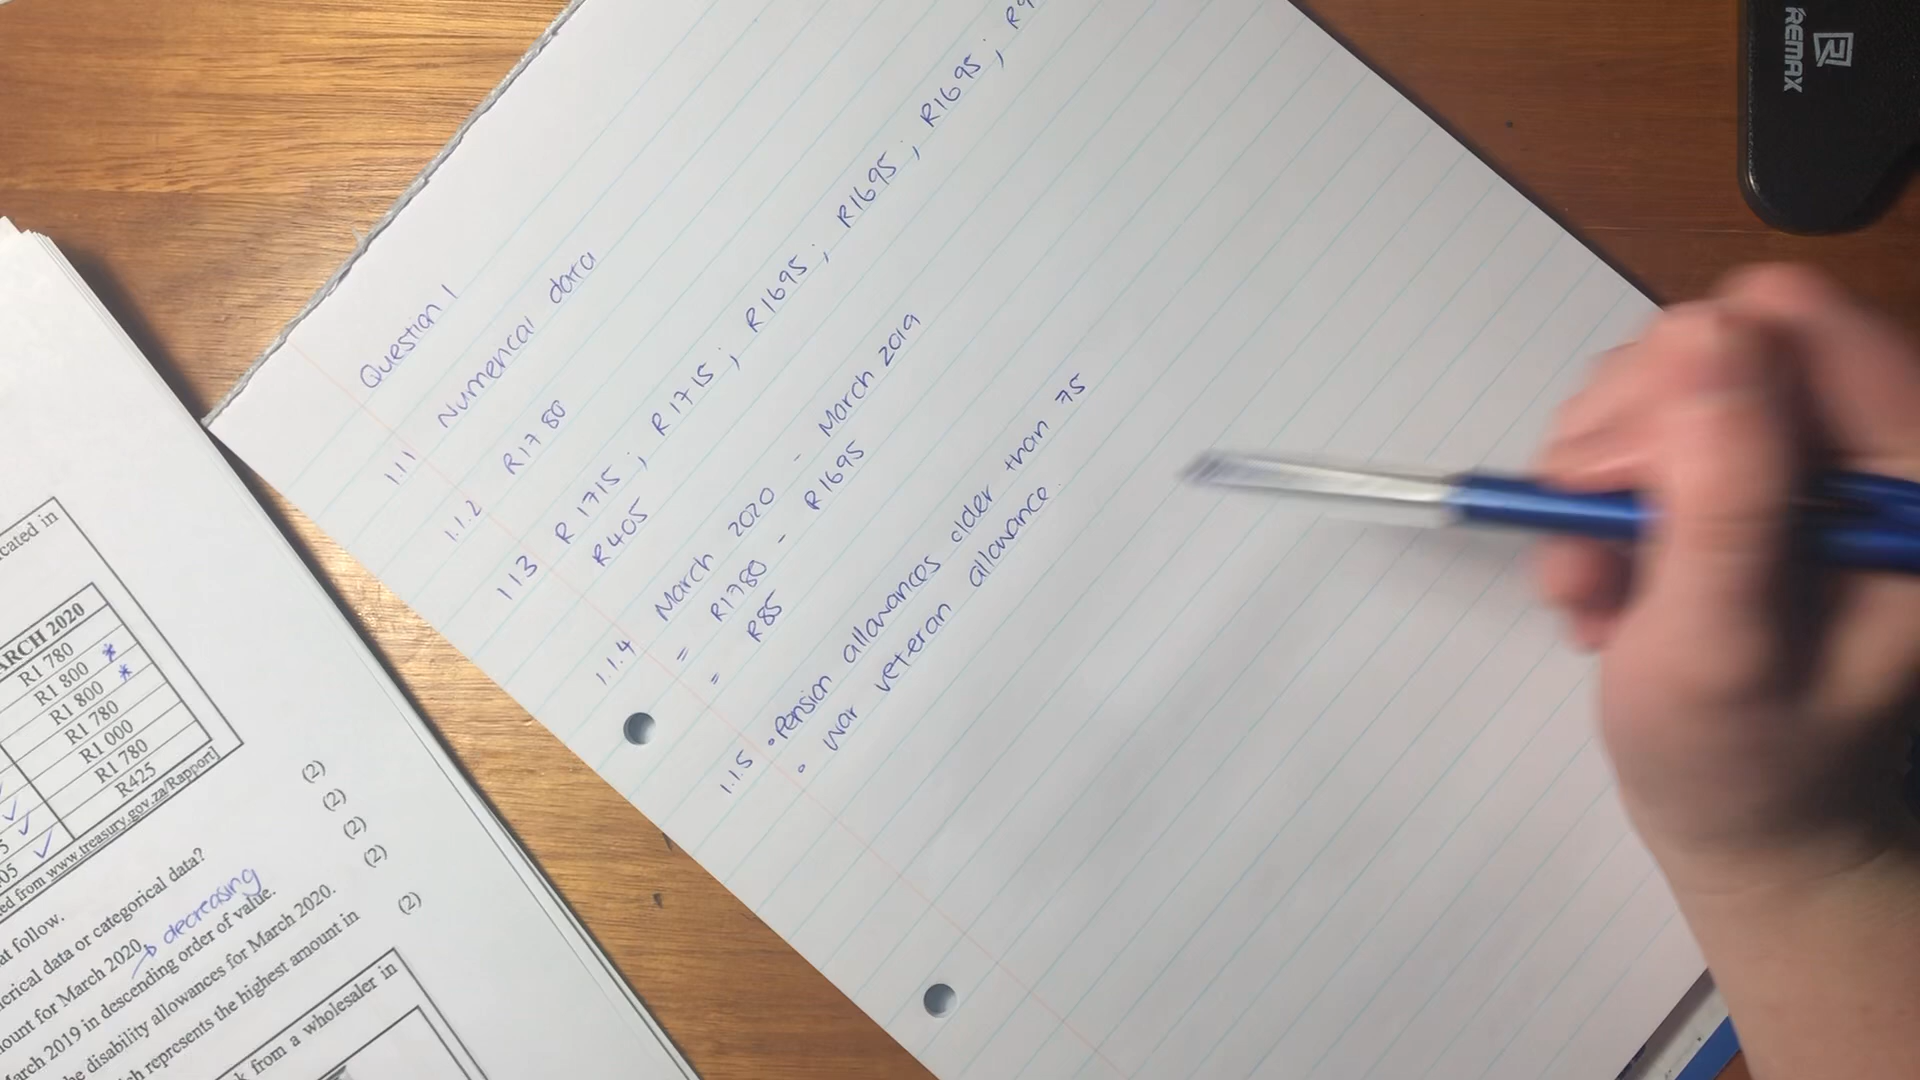 Question 1
1.1.1 Numerical data
1.1.2 R1780
1.1.3 R1715 ; R1715 ; R1695 ; R1695 ; R1695 ;
R405
1.1.4 March 2020 - March 2019
= R1780 - R1695
= R85
1.1.5 • Pension allowances older than 75
• war veteran allowance.
cated in
ARCH 2020
R1 780
R1 800 *
R1 800 *
R1 780
R1 000
R1 780
5 ✓ R425
05 ✓
ed from www.treasury.gov.za/Rapport]
at follow.
erical data or categorical data? (2)
ount for March 2020. (2)
→ decreasing
March 2019 in descending order of value. (2)
he disability allowances for March 2020. (2)
ch represents the highest amount in (2)
k from a wholesaler in
REMAX